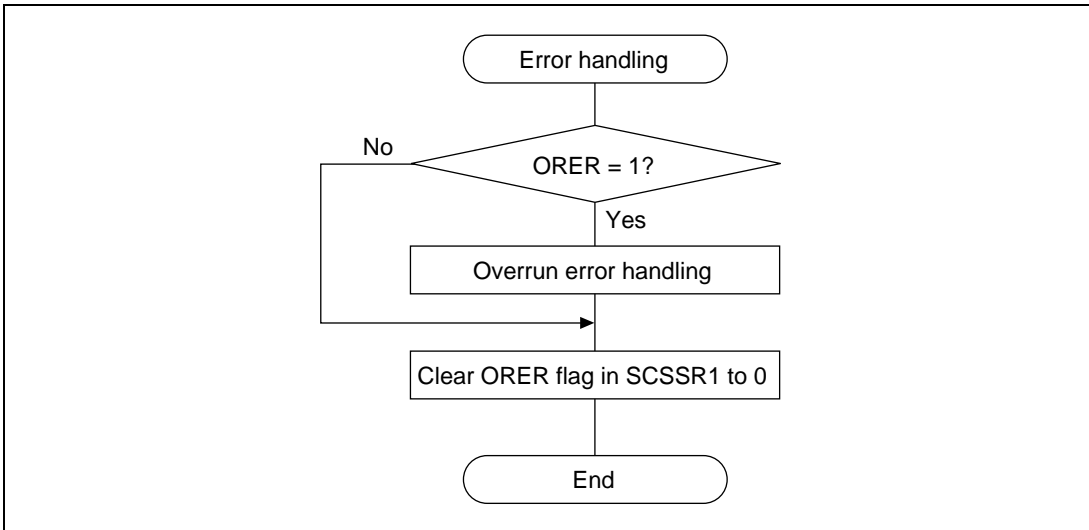 Error handling
No
ORER = 1?
Yes
Overrun error handling
Clear ORER flag in SCSSR1 to 0
End